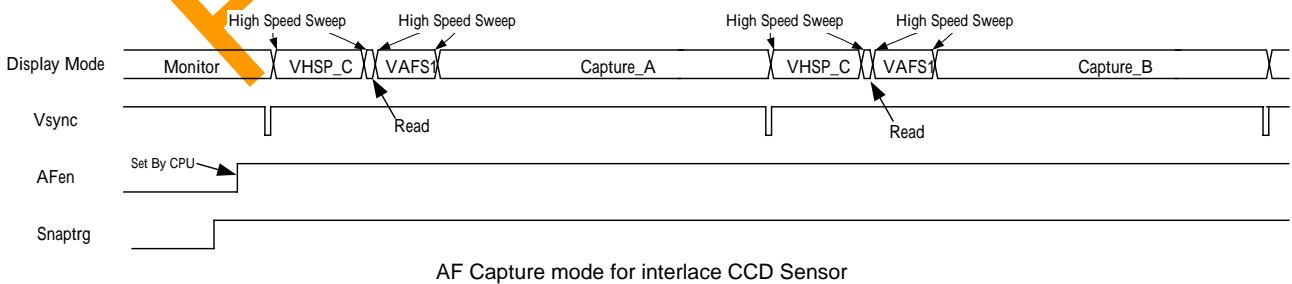 High Speed Sweep High Speed Sweep High Speed Sweep High Speed Sweep
Display Mode Monitor VHSP_C VAFS1 Capture_A VHSP_C VAFS1 Capture_B
Vsync Read Read
Set By CPU
AFen
Snaptrg
AF Capture mode for interlace CCD Sensor